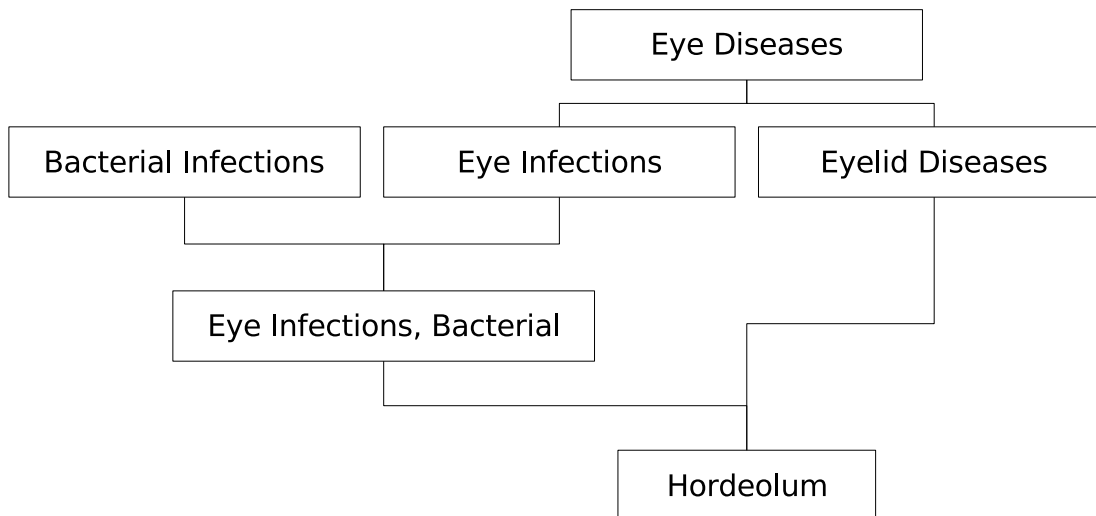 Eye Diseases
Bacterial Infections
Eye Infections
Eyelid Diseases
Eye Infections, Bacterial
Hordeolum